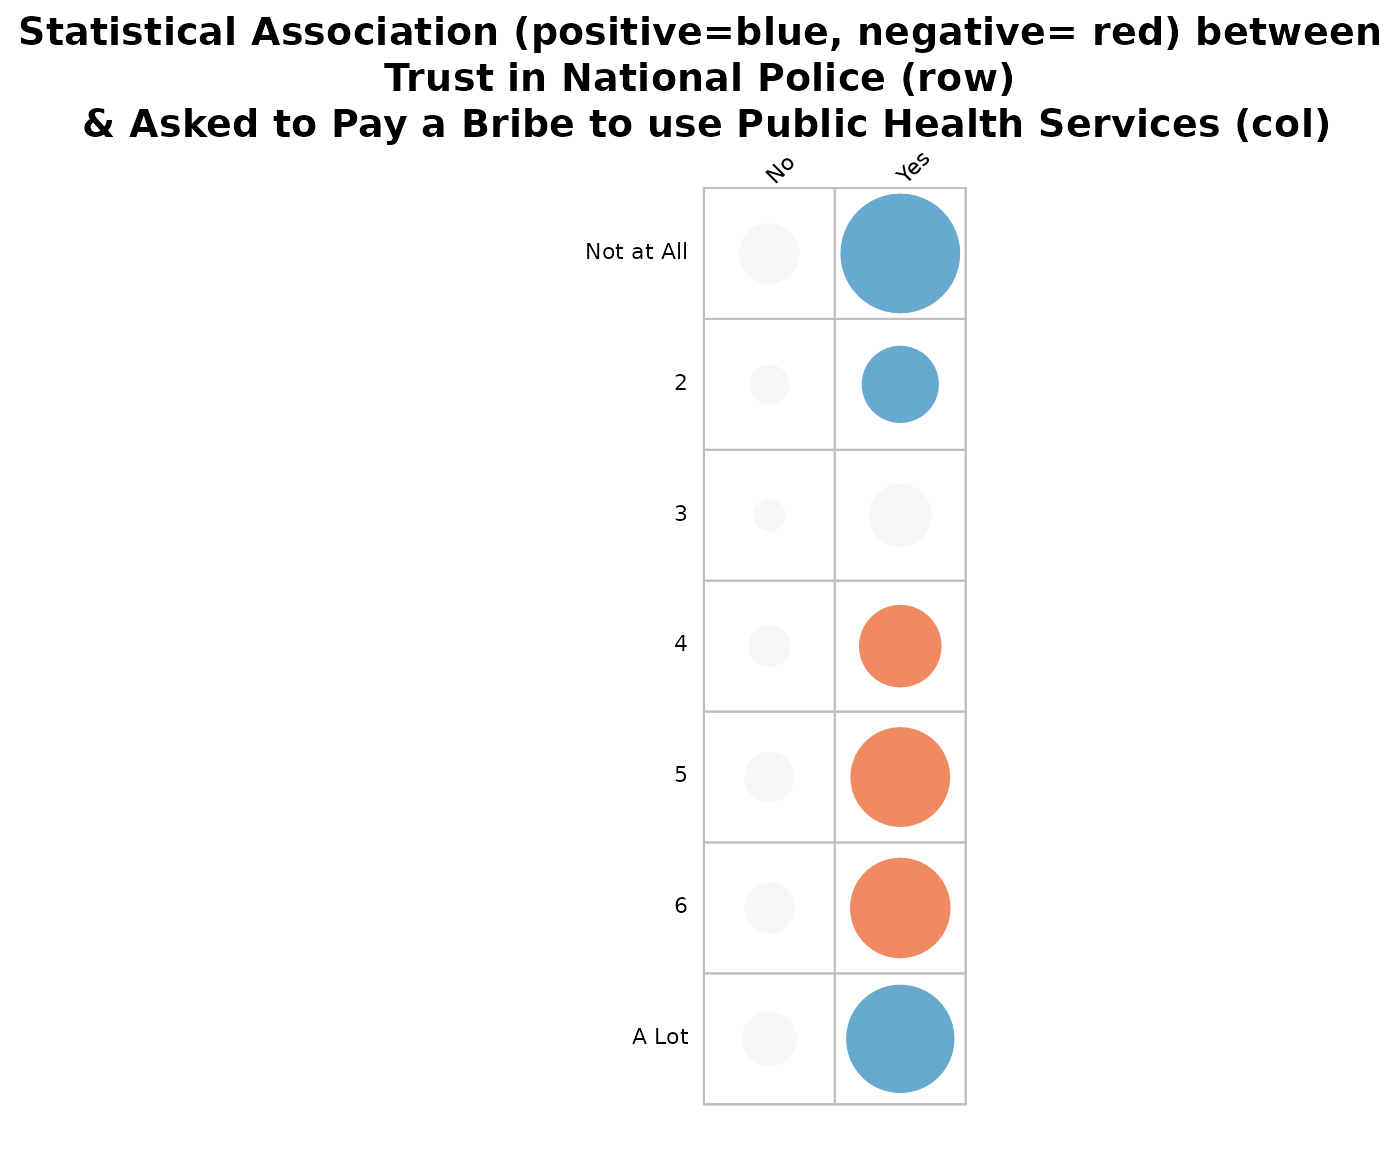 Statistical Association (positive=blue, negative= red) between
Trust in National Police (row)
& Asked to Pay a Bribe to use Public Health Services (col)
No Yes
Not at All
2
3
4
5
6
A Lot